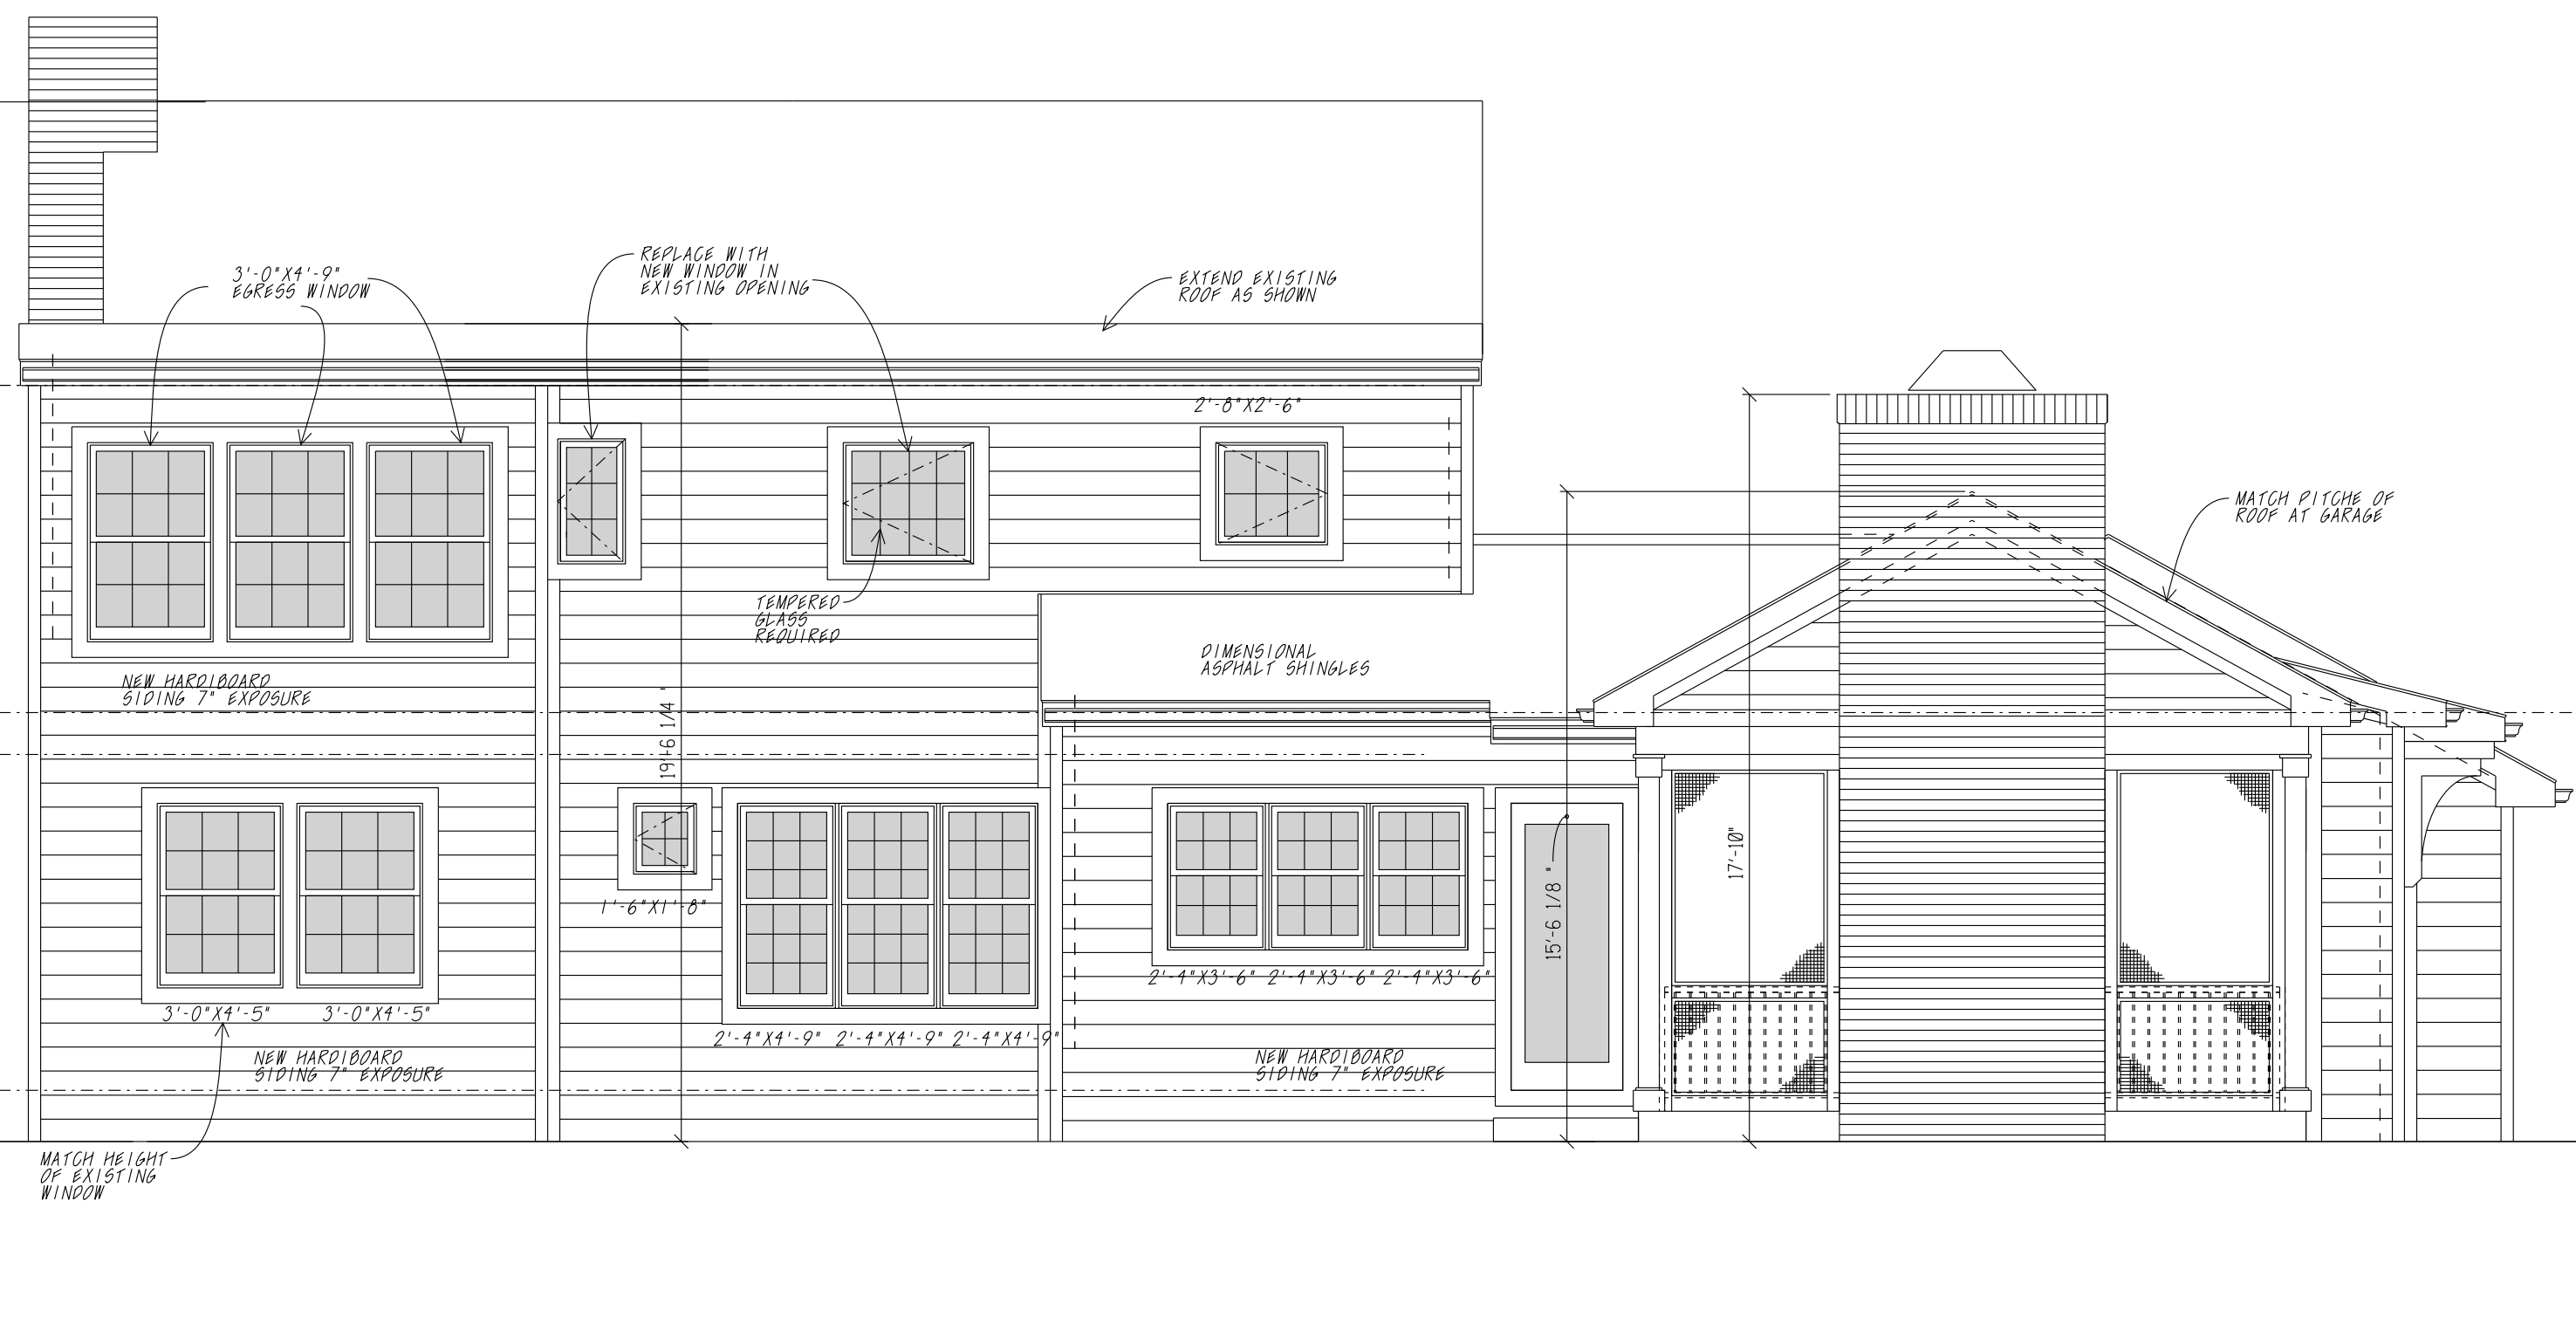 REPLACE WITH
NEW WINDOW IN
EXISTING OPENING
3'-0"X4'-9"
EGRESS WINDOW
EXTEND EXISTING
ROOF AS SHOWN
2'-8"X2'-6"
MATCH PITCHE OF
ROOF AT GARAGE
TEMPERED
GLASS
REQUIRED
DIMENSIONAL
ASPHALT SHINGLES
NEW HARDIBOARD
SIDING 7" EXPOSURE
19'-6 1/4"
17'-10"
15'-6 1/8"
1'-6"X1'-8"
2'-4"X3'-6" 2'-4"X3'-6" 2'-4"X3'-6"
3'-0"X4'-5" 3'-0"X4'-5"
2'-4"X4'-9" 2'-4"X4'-9" 2'-4"X4'-9"
NEW HARDIBOARD
SIDING 7" EXPOSURE
NEW HARDIBOARD
SIDING 7" EXPOSURE
MATCH HEIGHT
OF EXISTING
WINDOW